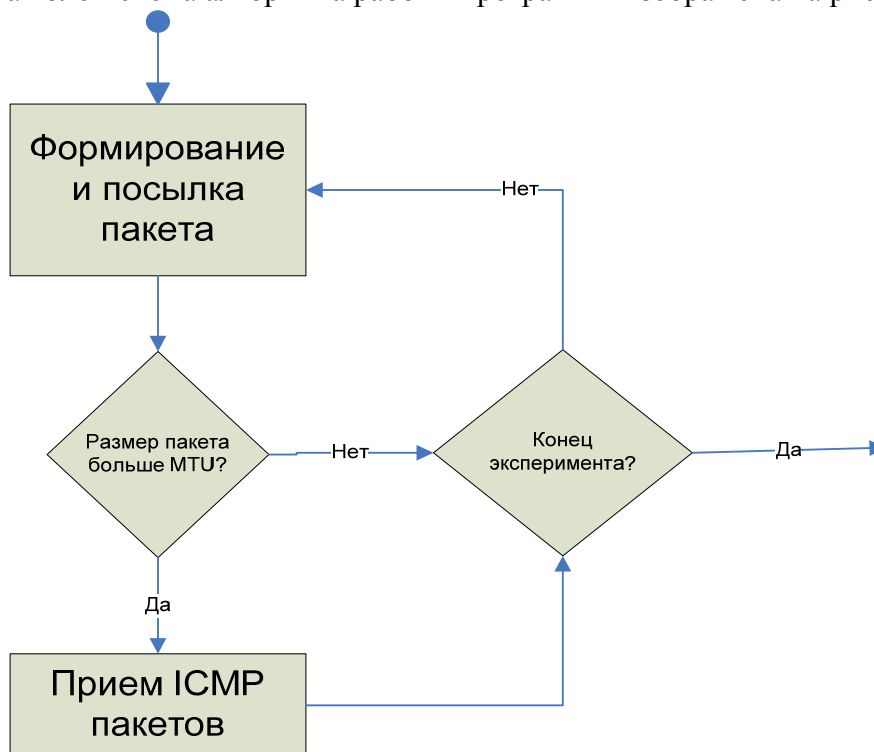 Формирование
и посылка
пакета
Нет
Размер пакета
больше MTU?
Нет
Конец
эксперимента?
Да
Да
Прием ICMP
пакетов